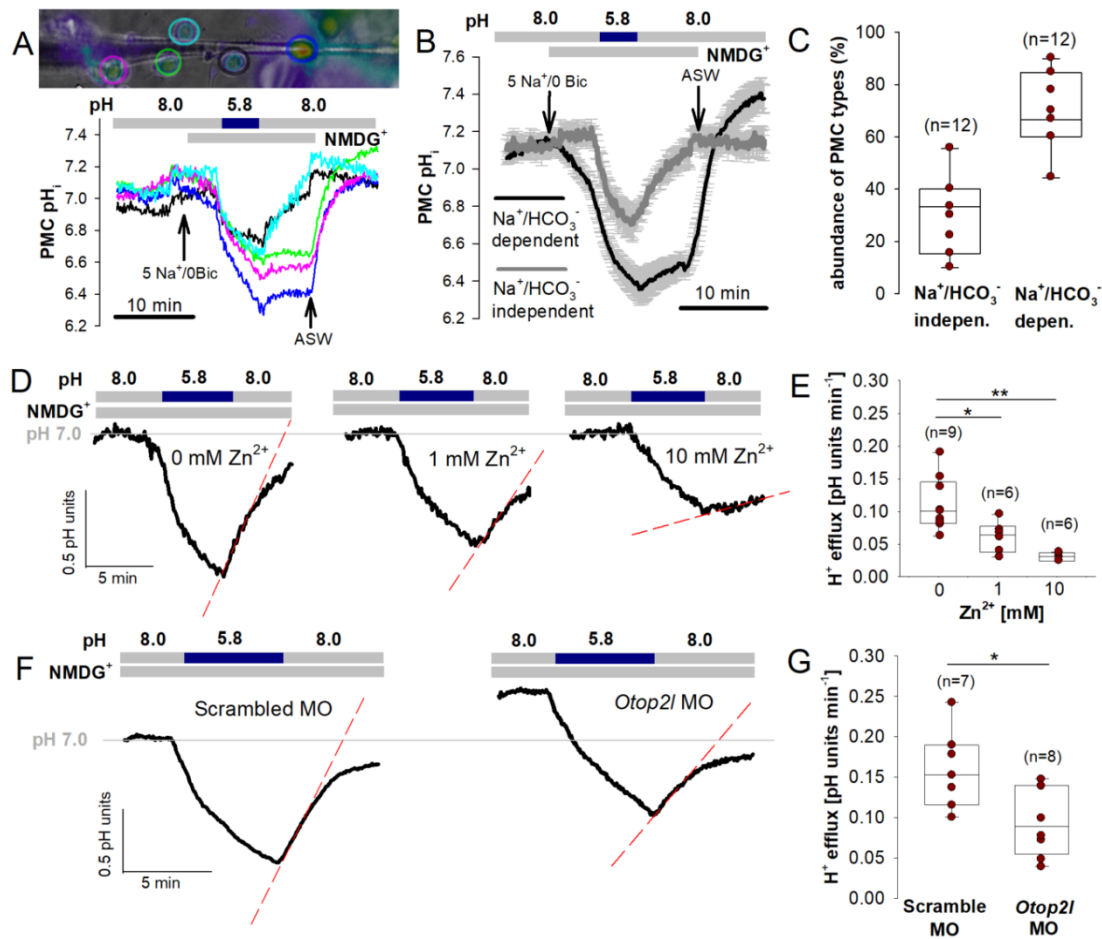 A
pH 8.0 5.8 8.0
NMDG⁺
7.4
7.2
7.0
6.8
6.6
6.4
6.2
PMC pHᵢ
5 Na⁺/0Bic
10 min
ASW
B
pH 8.0 5.8 8.0
NMDG⁺
7.6
7.4
7.2
7.0
6.8
6.6
6.4
6.2
PMC pHᵢ
5 Na⁺/0 Bic
ASW
Na⁺/HCO₃⁻
dependent
Na⁺/HCO₃⁻
independent
10 min
C
(n=12)
(n=12)
100
80
60
40
20
0
abundance of PMC types (%)
Na⁺/HCO₃⁻
indepen.
Na⁺/HCO₃⁻
depen.
D
pH 8.0 5.8 8.0
8.0 5.8 8.0
8.0 5.8 8.0
NMDG⁺
pH 7.0
0 mM Zn²⁺
1 mM Zn²⁺
10 mM Zn²⁺
0.5 pH units
5 min
E
**
*
(n=9)
(n=6)
(n=6)
0.30
0.25
0.20
0.15
0.10
0.05
0.00
H⁺ efflux [pH units min⁻¹]
0 1 10
Zn²⁺ [mM]
F
pH 8.0 5.8 8.0
8.0 5.8 8.0
NMDG⁺
Scrambled MO
Otop2l MO
pH 7.0
0.5 pH units
5 min
G
*
(n=7)
(n=8)
0.30
0.25
0.20
0.15
0.10
0.05
0.00
H⁺ efflux [pH units min⁻¹]
Scramble
MO
Otop2l
MO